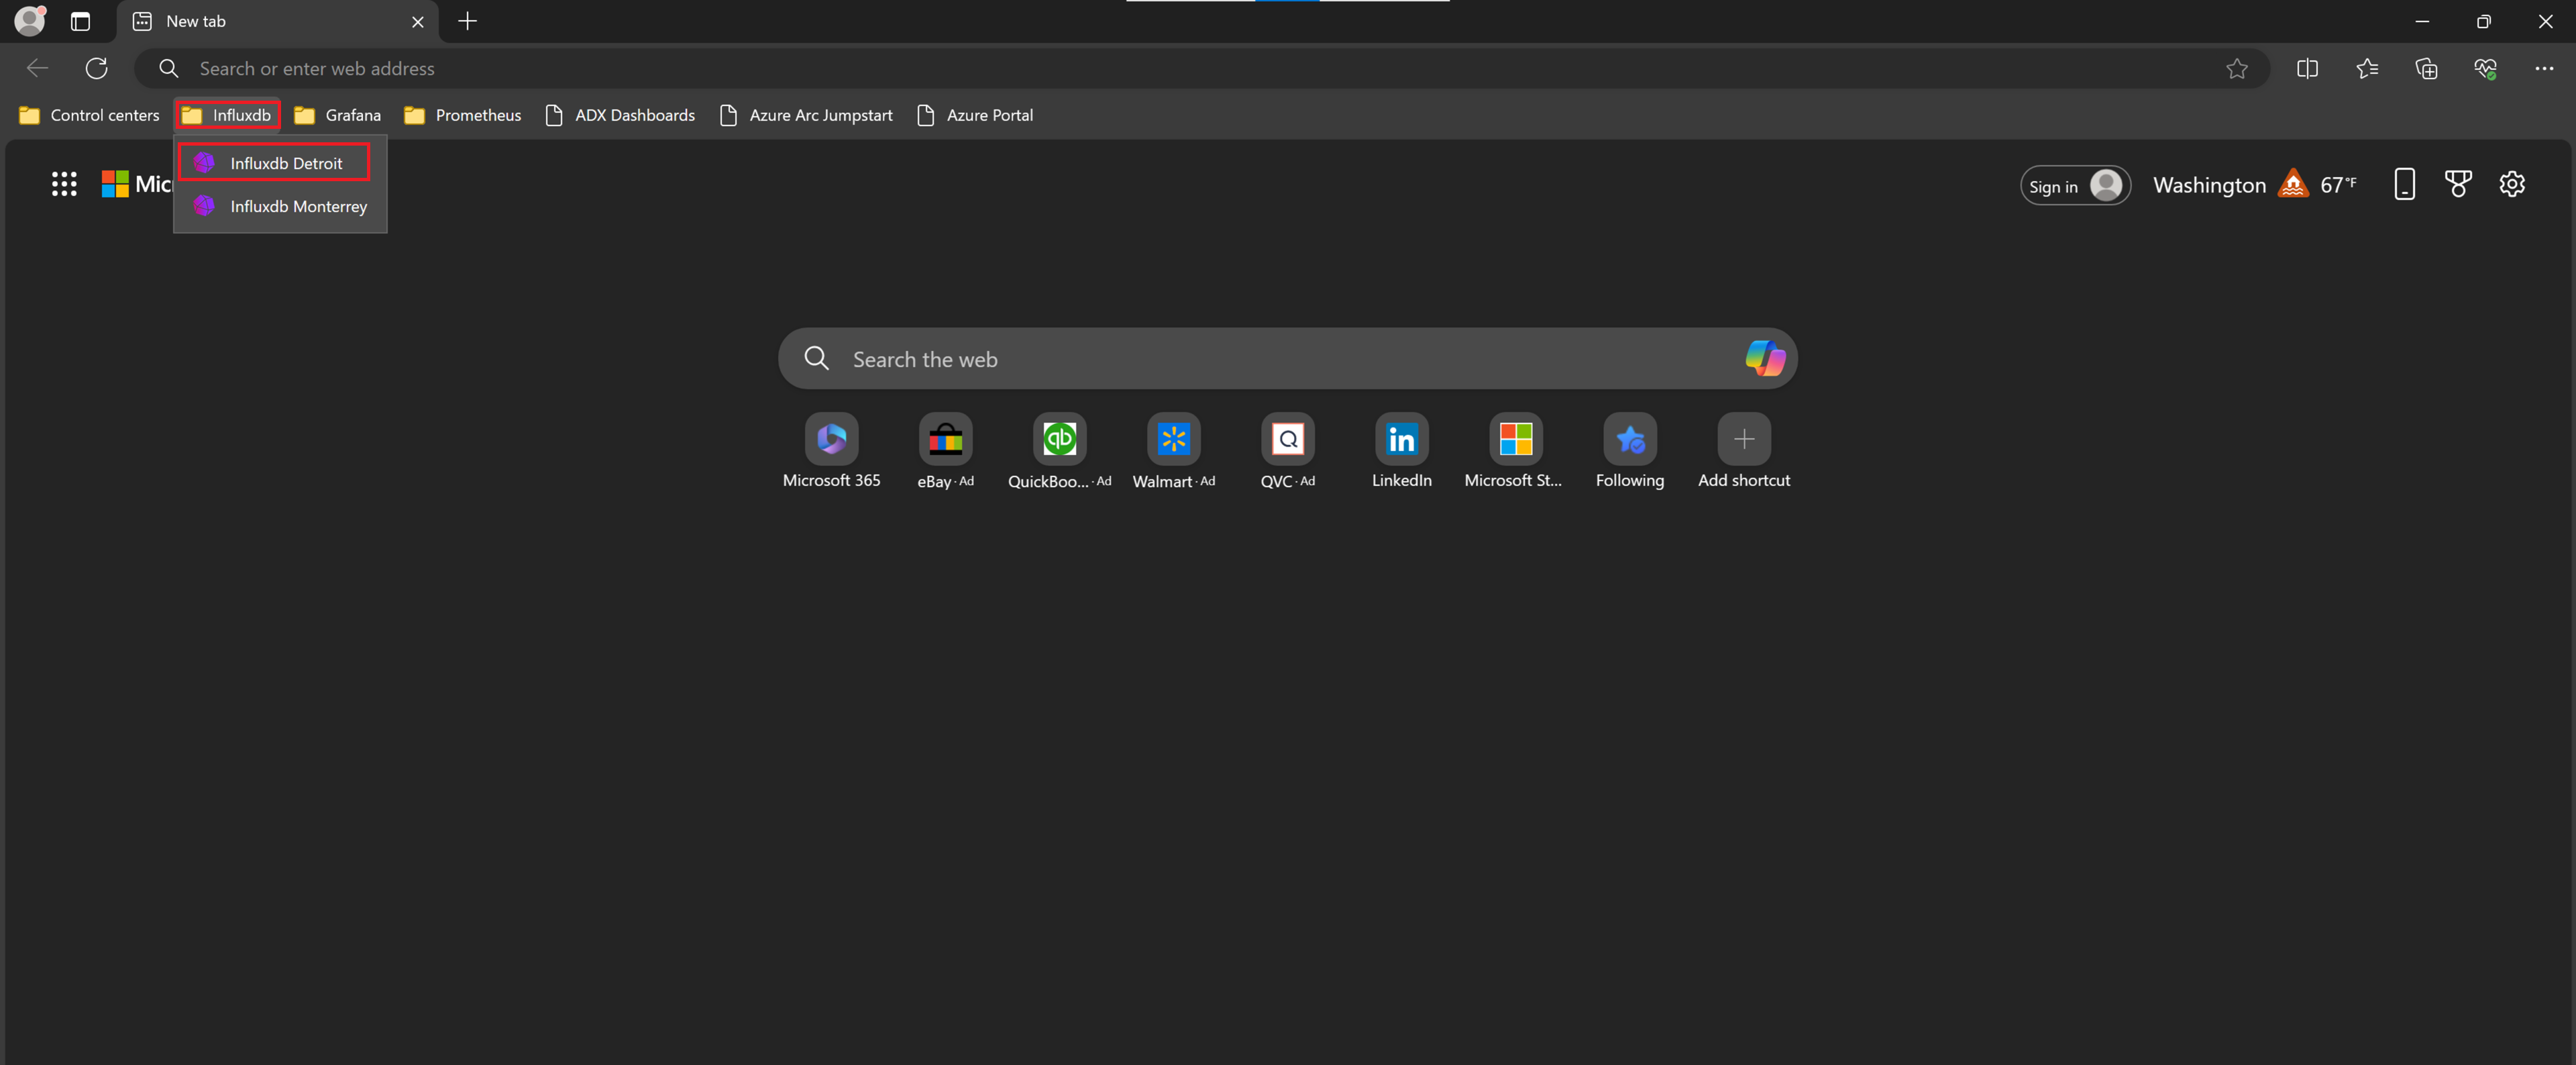 New tab
Search or enter web address
Control centers Influxdb Grafana Prometheus ADX Dashboards Azure Arc Jumpstart Azure Portal
Influxdb Detroit
Influxdb Monterrey
Mic
Sign in Washington 67°F
Search the web
Microsoft 365 eBay · Ad QuickBoo... · Ad Walmart · Ad QVC · Ad LinkedIn Microsoft St... Following Add shortcut
qb Q in